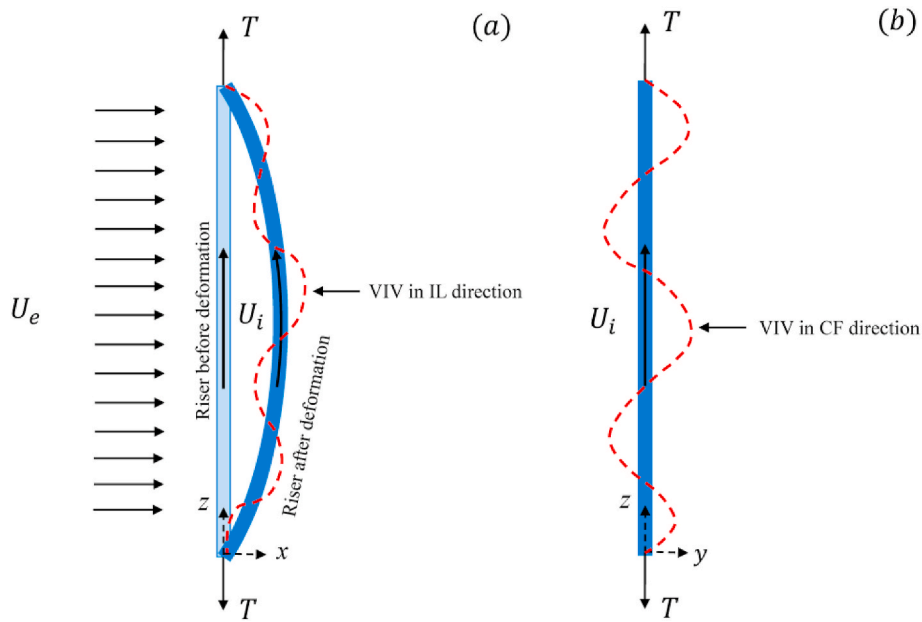 T
(a)
T
(b)
Riser before deformation
U_e
U_i
VIV in IL direction
U_i
VIV in CF direction
Riser after deformation
z
z
x
y
T
T